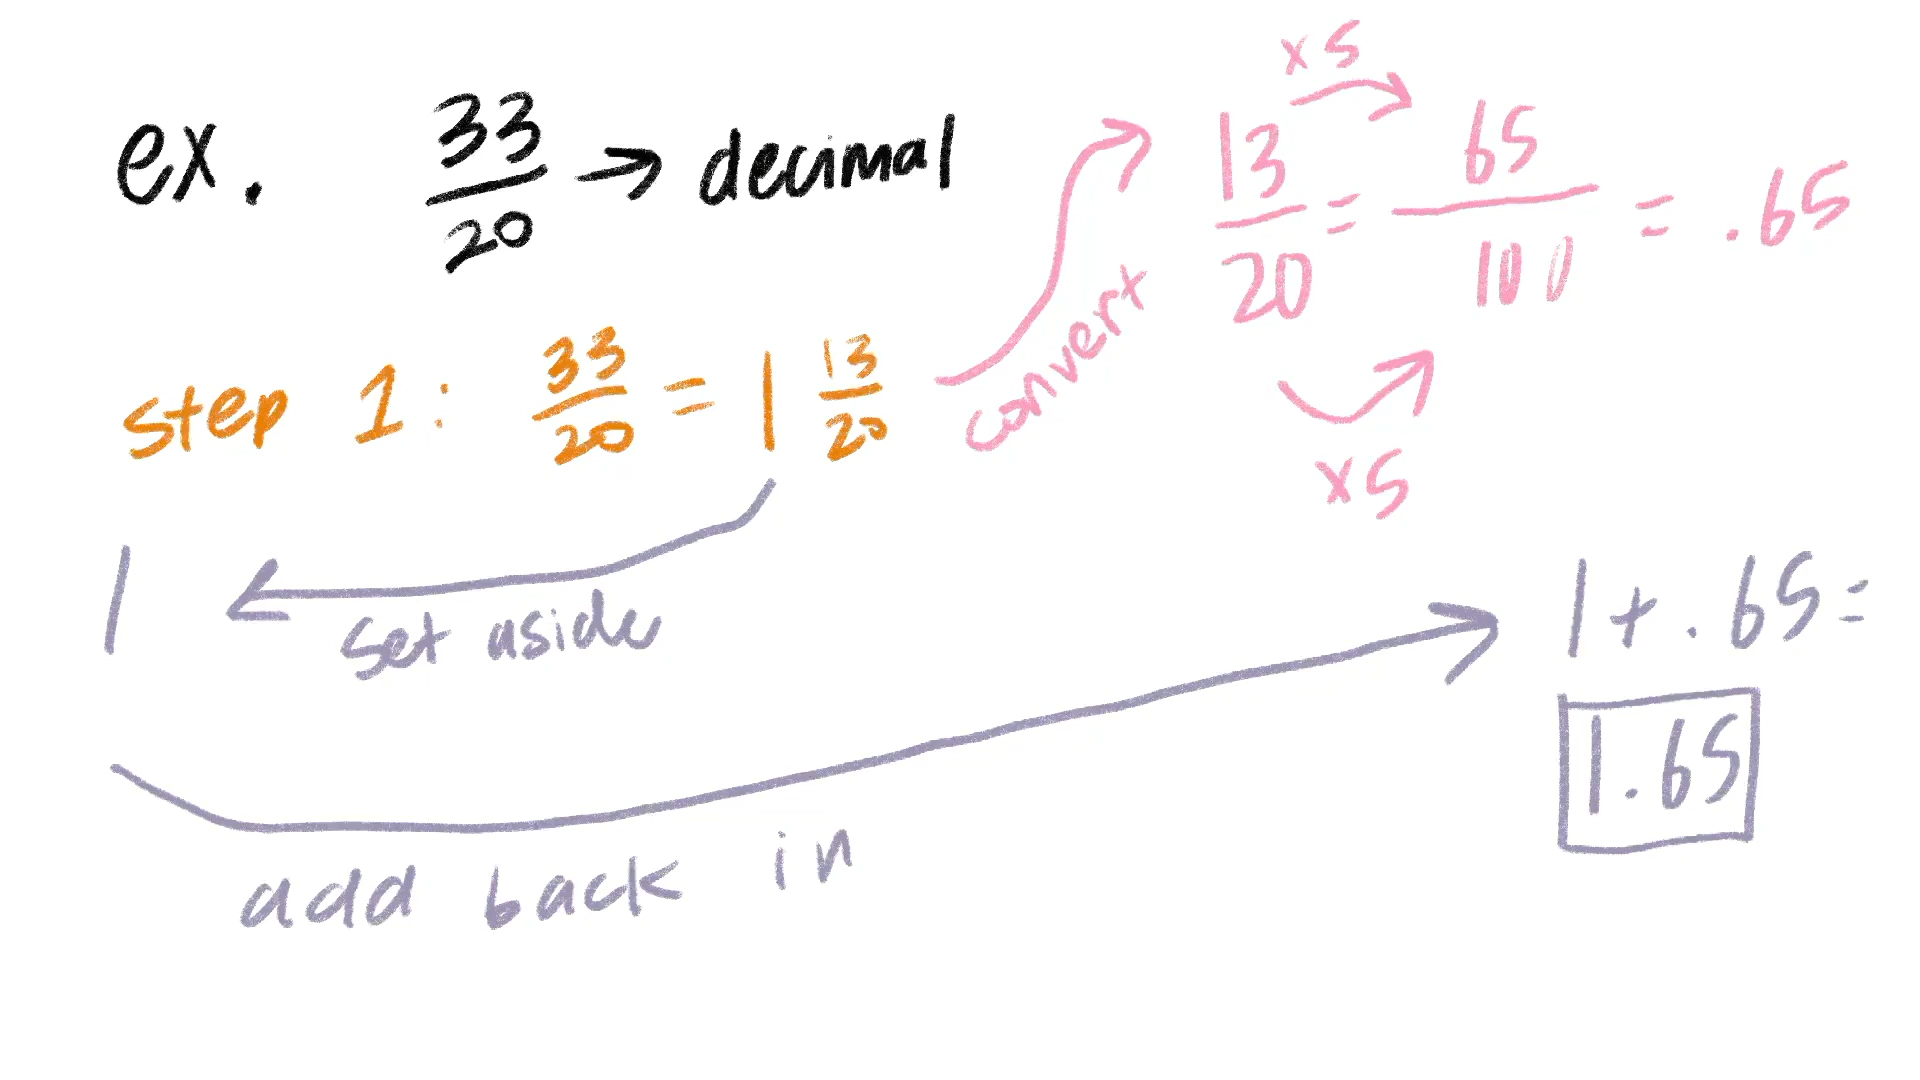 ex. 33/20 → decimal
step 1: 33/20 = 1 13/20
convert
x5
13/20 = 65/100 = .65
x5
1
set aside
add back in
1 + .65 =
1.65